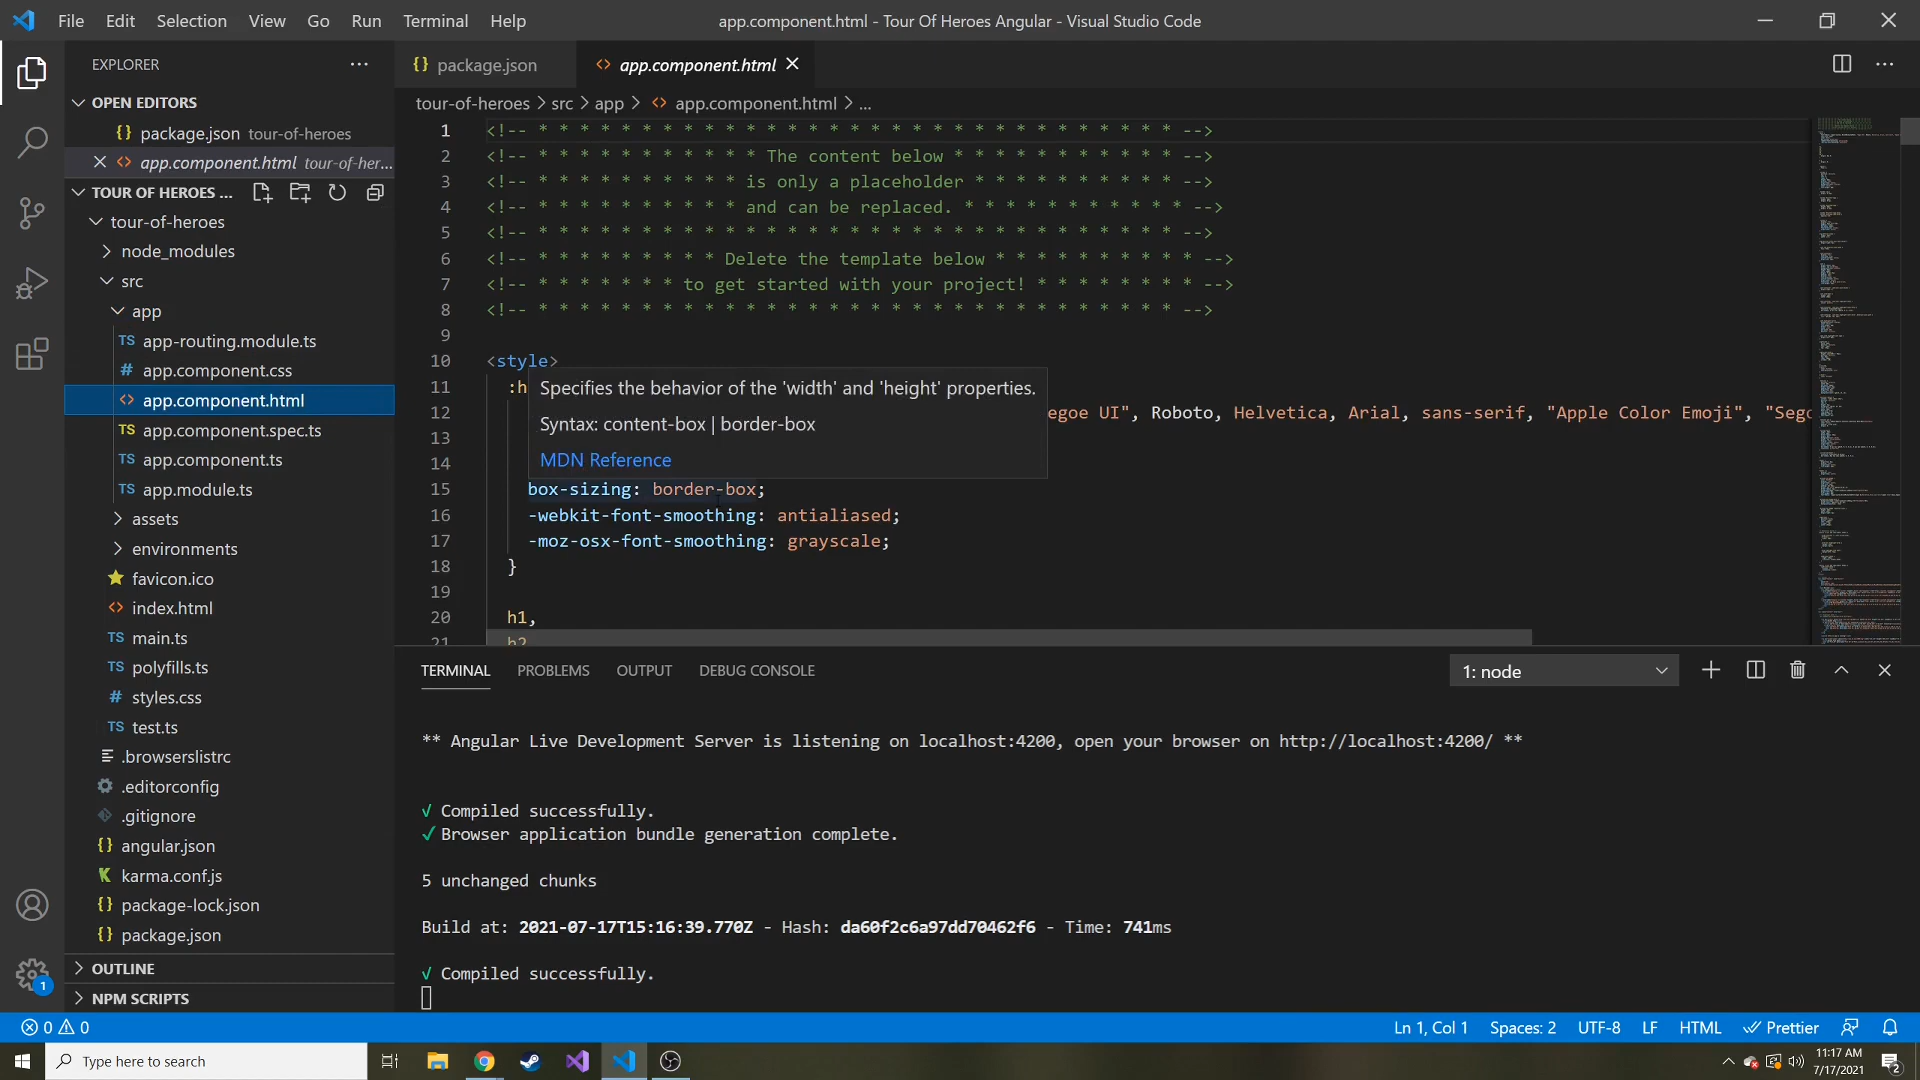 File Edit Selection View Go Run Terminal Help
app.component.html - Tour Of Heroes Angular - Visual Studio Code
EXPLORER
OPEN EDITORS
{} package.json tour-of-heroes
<> app.component.html tour-of-her...
TOUR OF HEROES ...
tour-of-heroes
node_modules
src
app
TS app-routing.module.ts
# app.component.css
<> app.component.html
TS app.component.spec.ts
TS app.component.ts
TS app.module.ts
assets
environments
favicon.ico
<> index.html
TS main.ts
TS polyfills.ts
# styles.css
TS test.ts
.browserslistrc
.editorconfig
.gitignore
{} angular.json
karma.conf.js
{} package-lock.json
{} package.json
OUTLINE
NPM SCRIPTS
1
{} package.json
<> app.component.html
tour-of-heroes > src > app > <> app.component.html > ...
1 <!-- * * * * * * * * * * * * * * * * * * * * * * * * * * * * * * * -->
2 <!-- * * * * * * * * * * * The content below * * * * * * * * * * * -->
3 <!-- * * * * * * * * * * is only a placeholder * * * * * * * * * * -->
4 <!-- * * * * * * * * * * and can be replaced. * * * * * * * * * * * -->
5 <!-- * * * * * * * * * * * * * * * * * * * * * * * * * * * * * * * -->
6 <!-- * * * * * * * * * Delete the template below * * * * * * * * * * -->
7 <!-- * * * * * * * to get started with your project! * * * * * * * * -->
8 <!-- * * * * * * * * * * * * * * * * * * * * * * * * * * * * * * * -->
9
10 <style>
11 :h
Specifies the behavior of the 'width' and 'height' properties.
12 egoe UI", Roboto, Helvetica, Arial, sans-serif, "Apple Color Emoji", "Sego
Syntax: content-box | border-box
13
MDN Reference
14
15 box-sizing: border-box;
16 -webkit-font-smoothing: antialiased;
17 -moz-osx-font-smoothing: grayscale;
18 }
19
20 h1,
21 h2
TERMINAL PROBLEMS OUTPUT DEBUG CONSOLE
1: node
** Angular Live Development Server is listening on localhost:4200, open your browser on http://localhost:4200/ **
√ Compiled successfully.
✓ Browser application bundle generation complete.
5 unchanged chunks
Build at: 2021-07-17T15:16:39.770Z - Hash: da60f2c6a97dd70462f6 - Time: 741ms
√ Compiled successfully.
0 0
Ln 1, Col 1 Spaces: 2 UTF-8 LF HTML Prettier
Type here to search
11:17 AM
7/17/2021
2